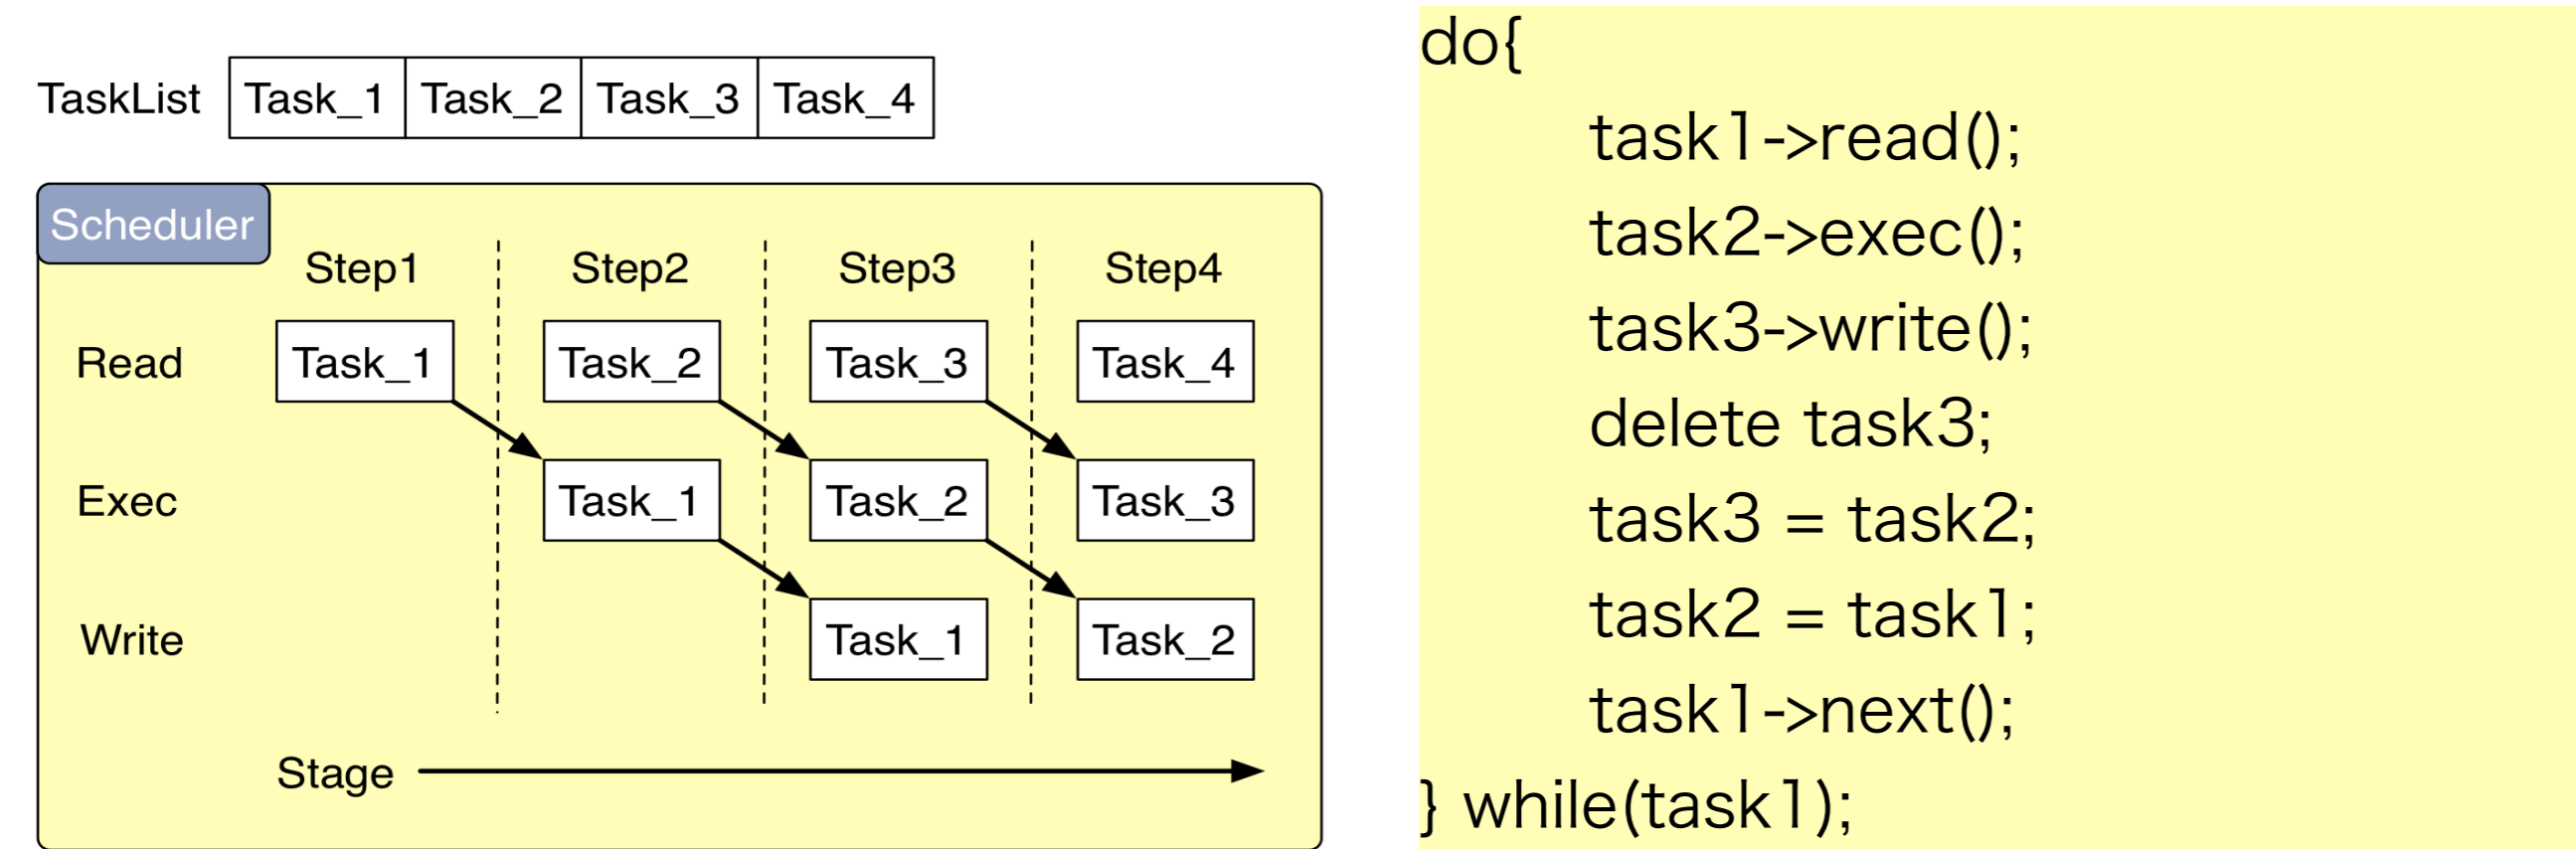 TaskList Task_1 Task_2 Task_3 Task_4
Scheduler
Step1 Step2 Step3 Step4
Read Task_1 Task_2 Task_3 Task_4
Exec Task_1 Task_2 Task_3
Write Task_1 Task_2
Stage
do{
task1->read();
task2->exec();
task3->write();
delete task3;
task3 = task2;
task2 = task1;
task1->next();
} while(task1);